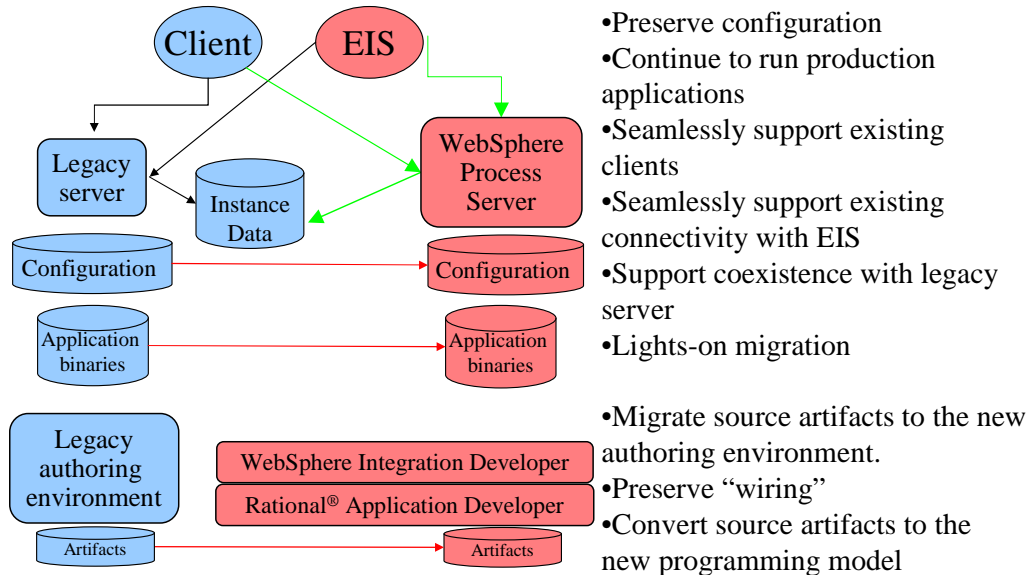 Client
EIS
Legacy
server
Instance
Data
WebSphere
Process
Server
Configuration
Configuration
Application
binaries
Application
binaries
•Preserve configuration
•Continue to run production
applications
•Seamlessly support existing
clients
•Seamlessly support existing
connectivity with EIS
•Support coexistence with legacy
server
•Lights-on migration
Legacy
authoring
environment
WebSphere Integration Developer
Rational® Application Developer
Artifacts
Artifacts
•Migrate source artifacts to the new
authoring environment.
•Preserve “wiring”
•Convert source artifacts to the
new programming model